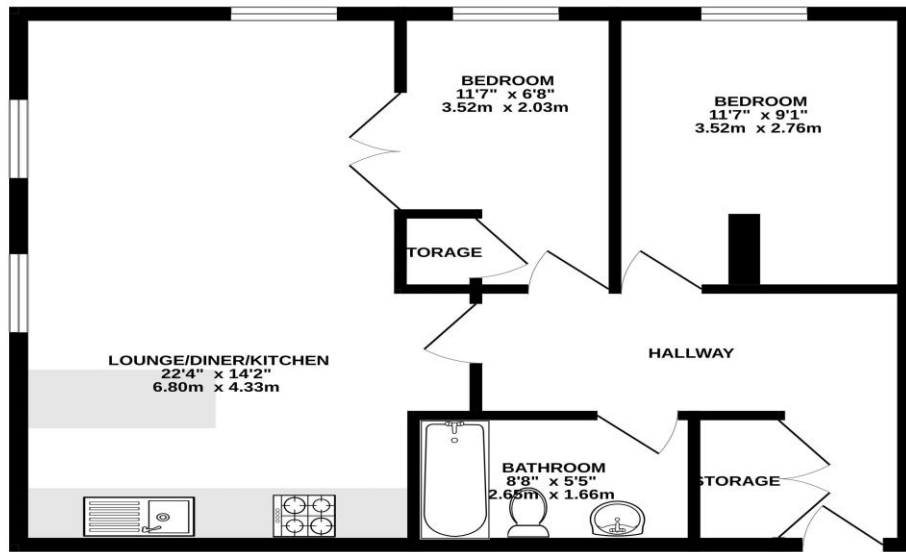 BEDROOM
11'7" x 6'8"
3.52m x 2.03m
BEDROOM
11'7" x 9'1"
3.52m x 2.76m
TORAGE
LOUNGE/DINER/KITCHEN
22'4" x 14'2"
6.80m x 4.33m
HALLWAY
BATHROOM
8'8" x 5'5"
2.65m x 1.66m
STORAGE